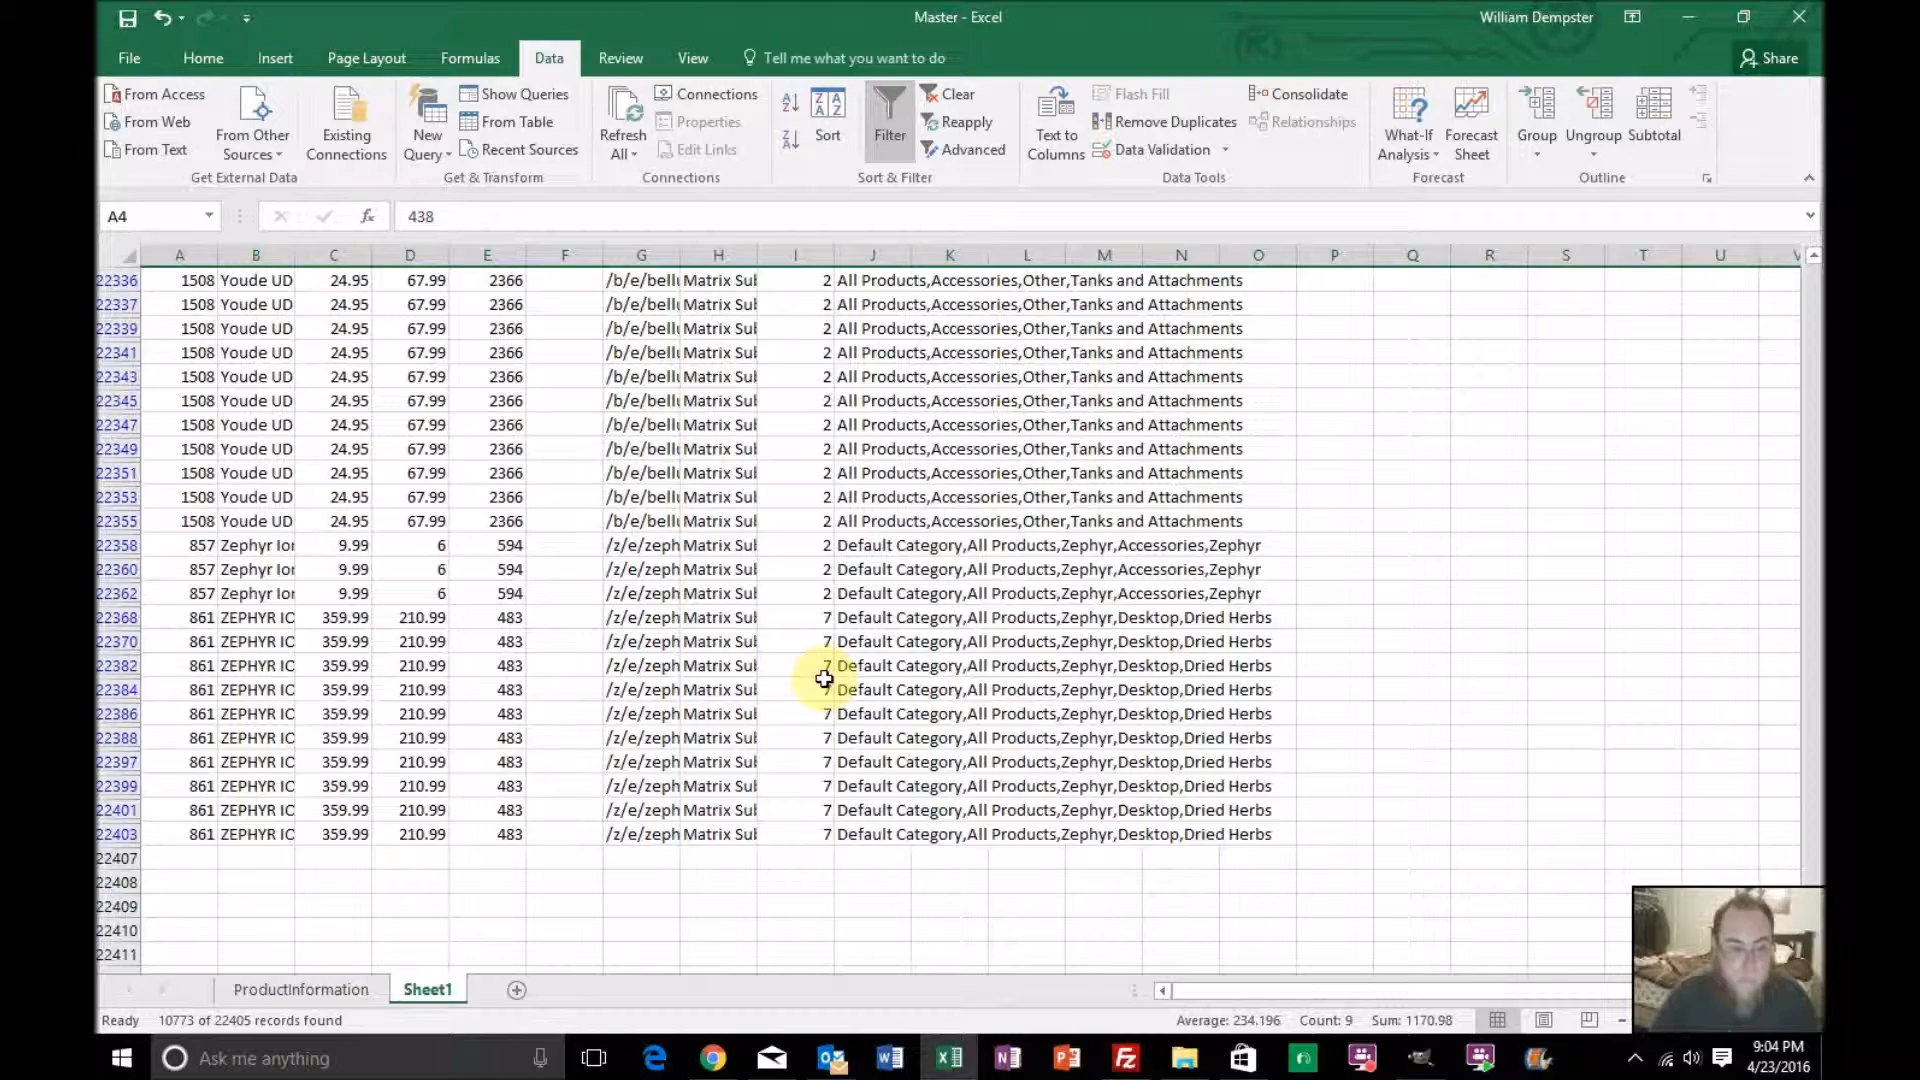 Master - Excel
William Dempster
File Home Insert Page Layout Formulas Data Review View Tell me what you want to do Share
From Access
From Web
From Text
From Other Sources
Existing Connections
Get External Data
New Query
Show Queries
From Table
Recent Sources
Get & Transform
Refresh All
Connections
Properties
Edit Links
Connections
Sort
Filter
Clear
Reapply
Advanced
Sort & Filter
Text to Columns
Flash Fill
Remove Duplicates
Data Validation
Consolidate
Relationships
Data Tools
What-If Analysis
Forecast Sheet
Forecast
Group
Ungroup
Subtotal
Outline
A4 fx 438
A B C D E F G H I J K L M N O P Q R S T U V
22336 1508 Youde UD 24.95 67.99 2366 /b/e/bell Matrix Sul 2 All Products,Accessories,Other,Tanks and Attachments
22337 1508 Youde UD 24.95 67.99 2366 /b/e/bell Matrix Sul 2 All Products,Accessories,Other,Tanks and Attachments
22339 1508 Youde UD 24.95 67.99 2366 /b/e/bell Matrix Sul 2 All Products,Accessories,Other,Tanks and Attachments
22341 1508 Youde UD 24.95 67.99 2366 /b/e/bell Matrix Sul 2 All Products,Accessories,Other,Tanks and Attachments
22343 1508 Youde UD 24.95 67.99 2366 /b/e/bell Matrix Sul 2 All Products,Accessories,Other,Tanks and Attachments
22345 1508 Youde UD 24.95 67.99 2366 /b/e/bell Matrix Sul 2 All Products,Accessories,Other,Tanks and Attachments
22347 1508 Youde UD 24.95 67.99 2366 /b/e/bell Matrix Sul 2 All Products,Accessories,Other,Tanks and Attachments
22349 1508 Youde UD 24.95 67.99 2366 /b/e/bell Matrix Sul 2 All Products,Accessories,Other,Tanks and Attachments
22351 1508 Youde UD 24.95 67.99 2366 /b/e/bell Matrix Sul 2 All Products,Accessories,Other,Tanks and Attachments
22353 1508 Youde UD 24.95 67.99 2366 /b/e/bell Matrix Sul 2 All Products,Accessories,Other,Tanks and Attachments
22355 1508 Youde UD 24.95 67.99 2366 /b/e/bell Matrix Sul 2 All Products,Accessories,Other,Tanks and Attachments
22358 857 Zephyr Ior 9.99 6 594 /z/e/zeph Matrix Sul 2 Default Category,All Products,Zephyr,Accessories,Zephyr
22360 857 Zephyr Ior 9.99 6 594 /z/e/zeph Matrix Sul 2 Default Category,All Products,Zephyr,Accessories,Zephyr
22362 857 Zephyr Ior 9.99 6 594 /z/e/zeph Matrix Sul 2 Default Category,All Products,Zephyr,Accessories,Zephyr
22368 861 ZEPHYR IO 359.99 210.99 483 /z/e/zeph Matrix Sul 7 Default Category,All Products,Zephyr,Desktop,Dried Herbs
22370 861 ZEPHYR IO 359.99 210.99 483 /z/e/zeph Matrix Sul 7 Default Category,All Products,Zephyr,Desktop,Dried Herbs
22382 861 ZEPHYR IO 359.99 210.99 483 /z/e/zeph Matrix Sul 7 Default Category,All Products,Zephyr,Desktop,Dried Herbs
22384 861 ZEPHYR IO 359.99 210.99 483 /z/e/zeph Matrix Sul 7 Default Category,All Products,Zephyr,Desktop,Dried Herbs
22386 861 ZEPHYR IO 359.99 210.99 483 /z/e/zeph Matrix Sul 7 Default Category,All Products,Zephyr,Desktop,Dried Herbs
22388 861 ZEPHYR IO 359.99 210.99 483 /z/e/zeph Matrix Sul 7 Default Category,All Products,Zephyr,Desktop,Dried Herbs
22397 861 ZEPHYR IO 359.99 210.99 483 /z/e/zeph Matrix Sul 7 Default Category,All Products,Zephyr,Desktop,Dried Herbs
22399 861 ZEPHYR IO 359.99 210.99 483 /z/e/zeph Matrix Sul 7 Default Category,All Products,Zephyr,Desktop,Dried Herbs
22401 861 ZEPHYR IO 359.99 210.99 483 /z/e/zeph Matrix Sul 7 Default Category,All Products,Zephyr,Desktop,Dried Herbs
22403 861 ZEPHYR IO 359.99 210.99 483 /z/e/zeph Matrix Sul 7 Default Category,All Products,Zephyr,Desktop,Dried Herbs
22407
22408
22409
22410
22411
ProductInformation Sheet1
Ready 10773 of 22405 records found Average: 234.196 Count: 9 Sum: 1170.98
Ask me anything
9:04 PM
4/23/2016